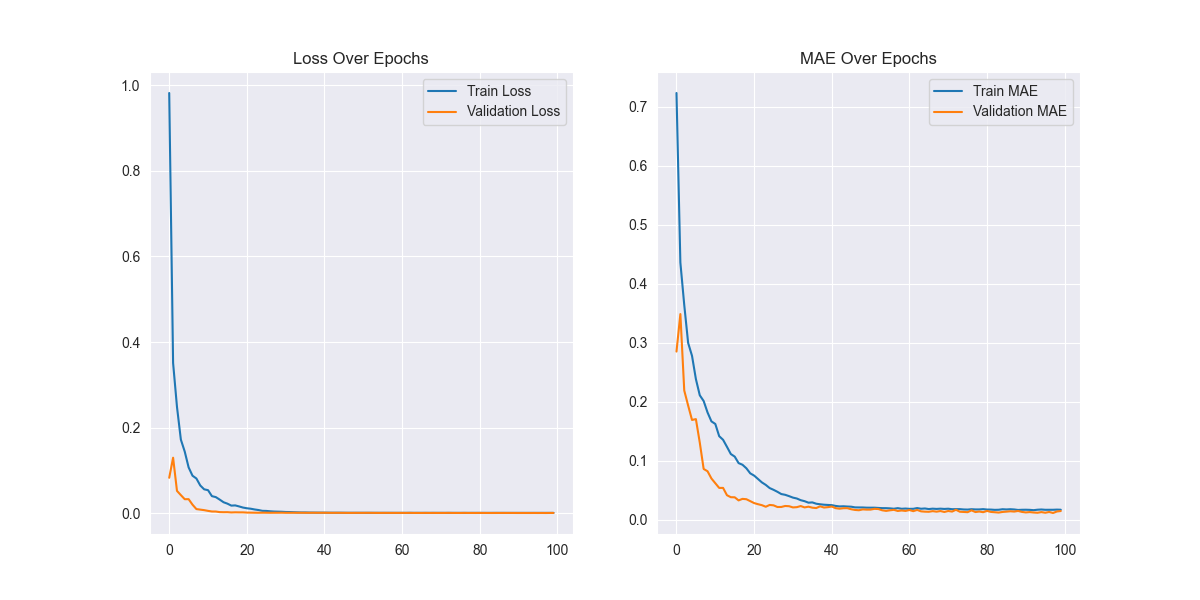 Loss Over Epochs
1.0
0.8
0.6
0.4
0.2
0.0
0 20 40 60 80 100
Train Loss
Validation Loss
MAE Over Epochs
0.7
0.6
0.5
0.4
0.3
0.2
0.1
0.0
0 20 40 60 80 100
Train MAE
Validation MAE